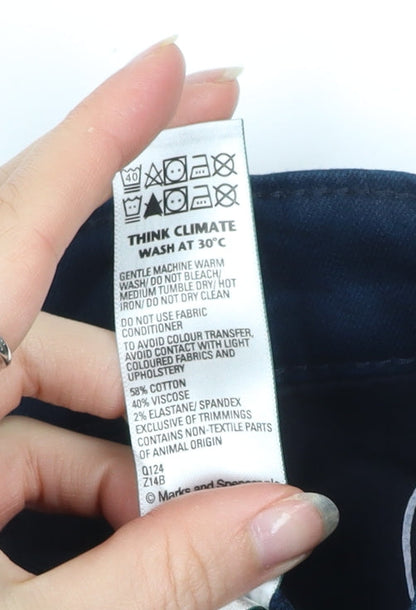 40
THINK CLIMATE
WASH AT 30°C
GENTLE MACHINE WARM
WASH/ DO NOT BLEACH/
MEDIUM TUMBLE DRY/ HOT
IRON/ DO NOT DRY CLEAN
DO NOT USE FABRIC
CONDITIONER
TO AVOID COLOUR TRANSFER,
AVOID CONTACT WITH LIGHT
COLOURED FABRICS AND
UPHOLSTERY
58% COTTON
40% VISCOSE
2% ELASTANE/ SPANDEX
EXCLUSIVE OF TRIMMINGS
CONTAINS NON-TEXTILE PARTS
OF ANIMAL ORIGIN
Q124
Z14B
© Marks and